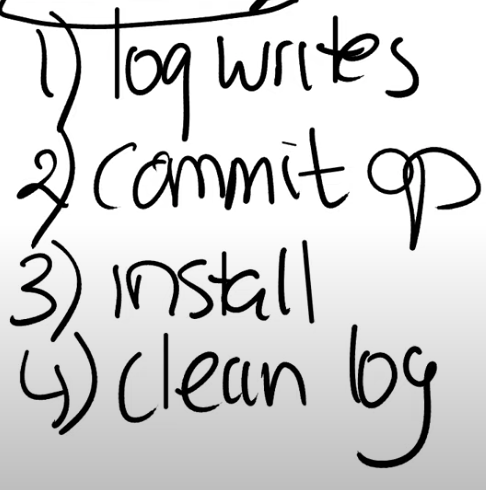 1) log writes
2) commit op
3) install
4) clean log